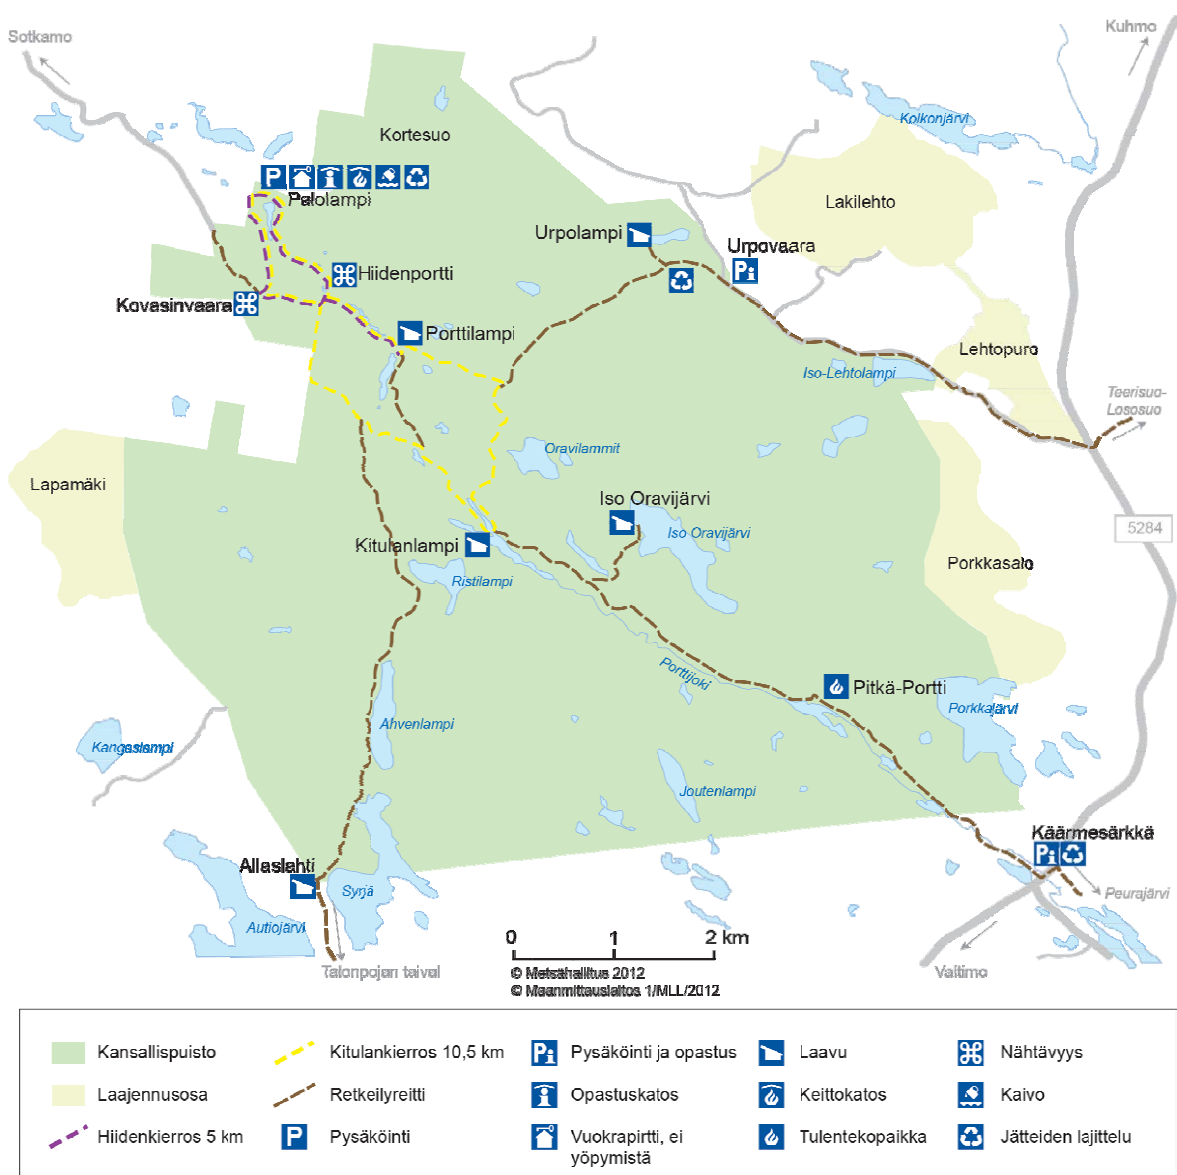 Sotkamo
Kuhmo
Kortesuo
Kolkonjärvi
Palolampi
Lakilehto
Urpolampi
Urpovaara
Hiidenportti
Kovasinvaara
Porttilampi
Lehtopuro
Iso-Lehtolampi
Teerisuo-
Lososuo
Oravilammit
Lapamäki
Iso Oravijärvi
5284
Iso Oravijärvi
Kitulanlampi
Porkkasalo
Ristilampi
Porttijoki
Pitkä-Portti
Porkkajärvi
Ahvenlampi
Kangaslampi
Joutenlampi
Käärmesärkkä
Allaslahti
Syrjä
Peurajärvi
Autiojärvi
0 1 2 km
Talonpojan taival
Valtimo
© Metsähallitus 2012
© Maanmittauslaitos 1/MLL/2012
Kansallispuisto
Kitulankierros 10,5 km
Pysäköinti ja opastus
Laavu
Nähtävyys
Laajennusosa
Retkeilyreitti
Opastuskatos
Keittokatos
Kaivo
Hiidenkierros 5 km
P Pysäköinti
Vuokrapirtti, ei
yöpymistä
Tulentekopaikka
Jätteiden lajittelu